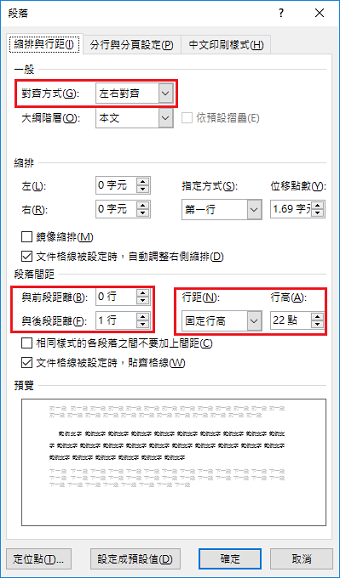 段落
? ×
縮排與行距(I) 分行與分頁設定(P) 中文印刷樣式(H)
一般
對齊方式(G): 左右對齊
大綱階層(O): 本文 依預設摺疊(E)
縮排
左(L): 0 字元 指定方式(S): 位移點數(Y):
右(R): 0 字元 第一行 1.69 字元
鏡像縮排(M)
文件格線被設定時，自動調整右側縮排(D)
段落間距
與前段距離(B): 0 行 行距(N): 行高(A):
與後段距離(F): 1 行 固定行高 22 點
相同樣式的各段落之間不要加上間距(C)
文件格線被設定時，貼齊格線(W)
預覽
定位點(T)... 設定成預設值(D) 確定 取消